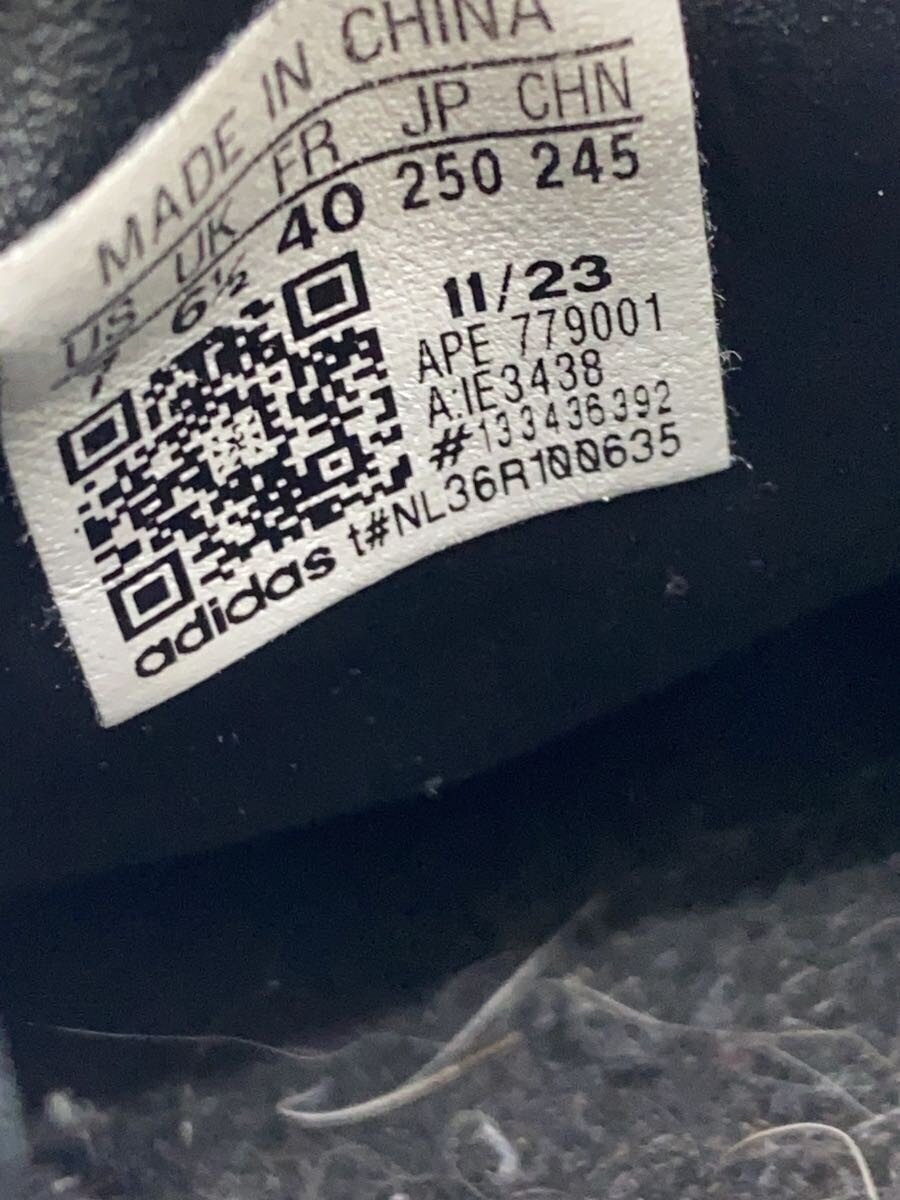 MADE IN CHINA
US UK FR JP CHN
7 6½ 40 250 245
11/23
APE 779001
A:IE3438
#133436392
adidas t#NL36R100635